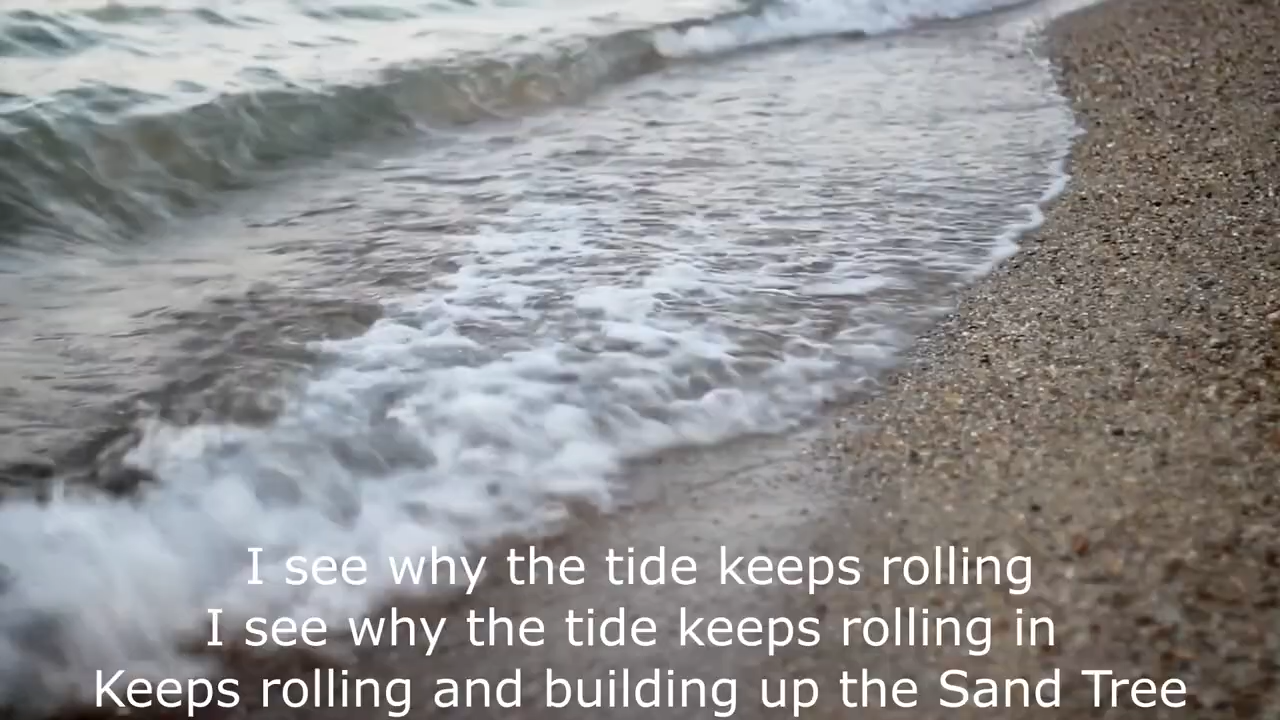 I see why the tide keeps rolling
I see why the tide keeps rolling in
Keeps rolling and building up the Sand Tree